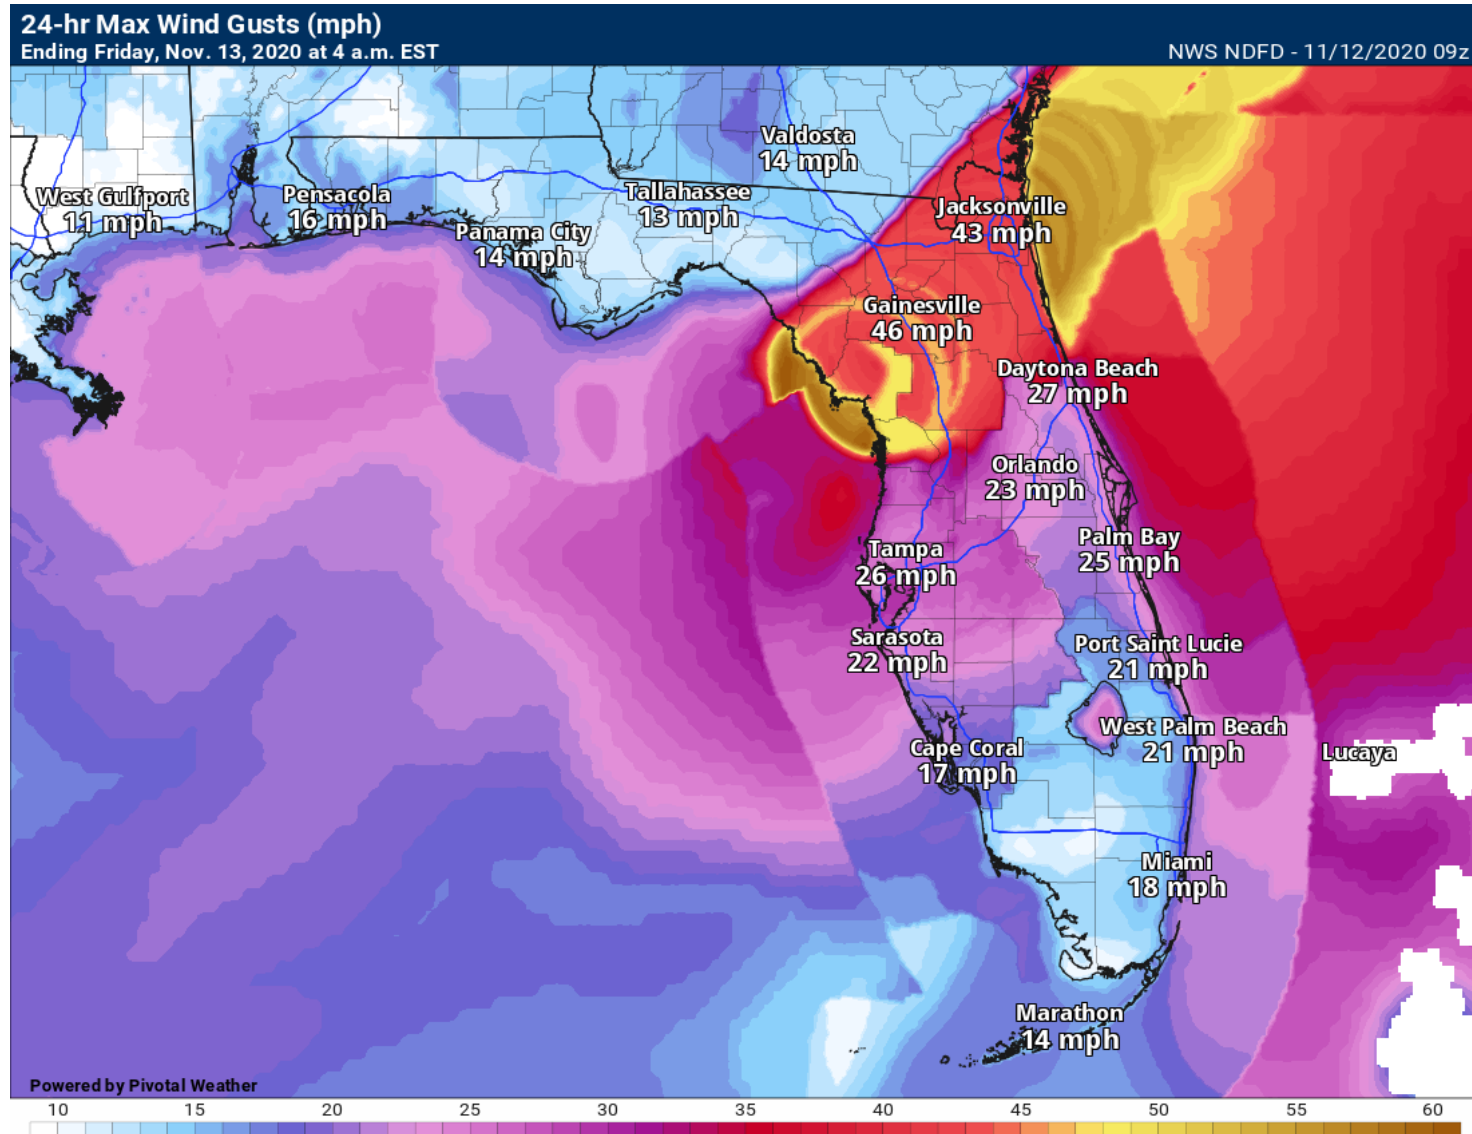 24-hr Max Wind Gusts (mph)
Ending Friday, Nov. 13, 2020 at 4 a.m. EST
NWS NDFD - 11/12/2020 09z
Valdosta
14 mph
West Gulfport
11 mph
Pensacola
16 mph
Tallahassee
13 mph
Jacksonville
43 mph
Panama City
14 mph
Gainesville
46 mph
Daytona Beach
27 mph
Orlando
23 mph
Tampa
26 mph
Palm Bay
25 mph
Sarasota
22 mph
Port Saint Lucie
21 mph
West Palm Beach
21 mph
Lucaya
Cape Coral
17 mph
Miami
18 mph
Marathon
14 mph
Powered by Pivotal Weather
10 15 20 25 30 35 40 45 50 55 60